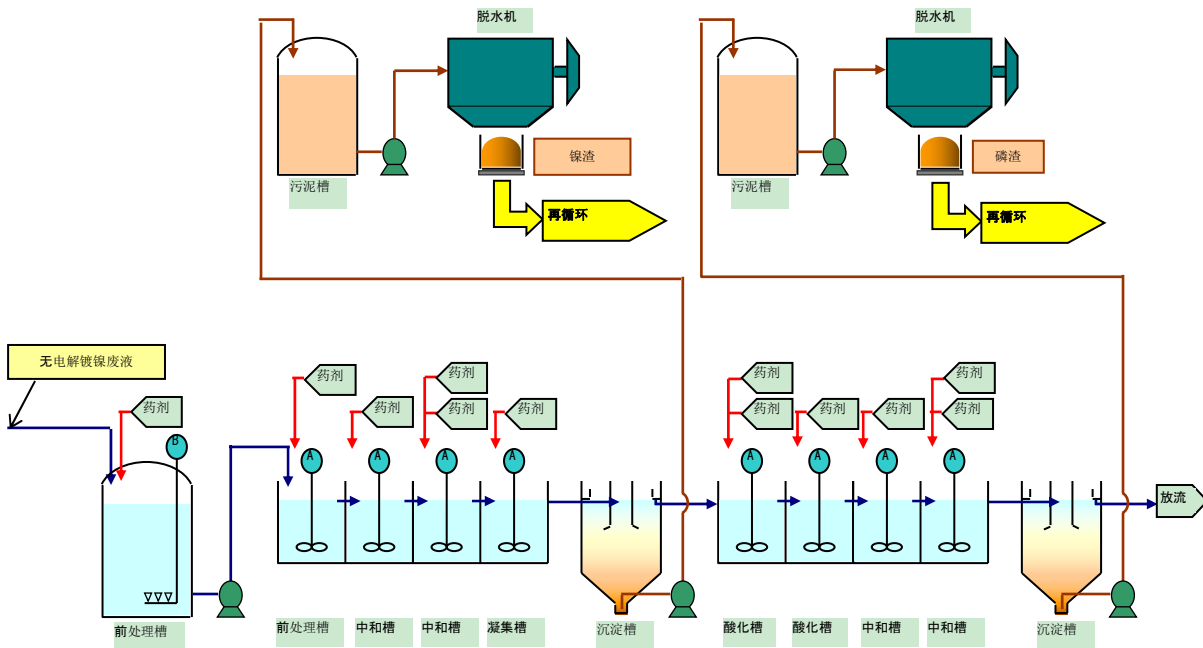 脱水机
脱水机
镍渣
磷渣
污泥槽
污泥槽
再循环
再循环
无电解镀镍废液
药剂
药剂
药剂
药剂
药剂
药剂
药剂
药剂
药剂
药剂
药剂
药剂
B
A
A
A
A
A
A
A
A
放流
前处理槽
前处理槽
中和槽
中和槽
凝集槽
沉淀槽
酸化槽
酸化槽
中和槽
中和槽
沉淀槽